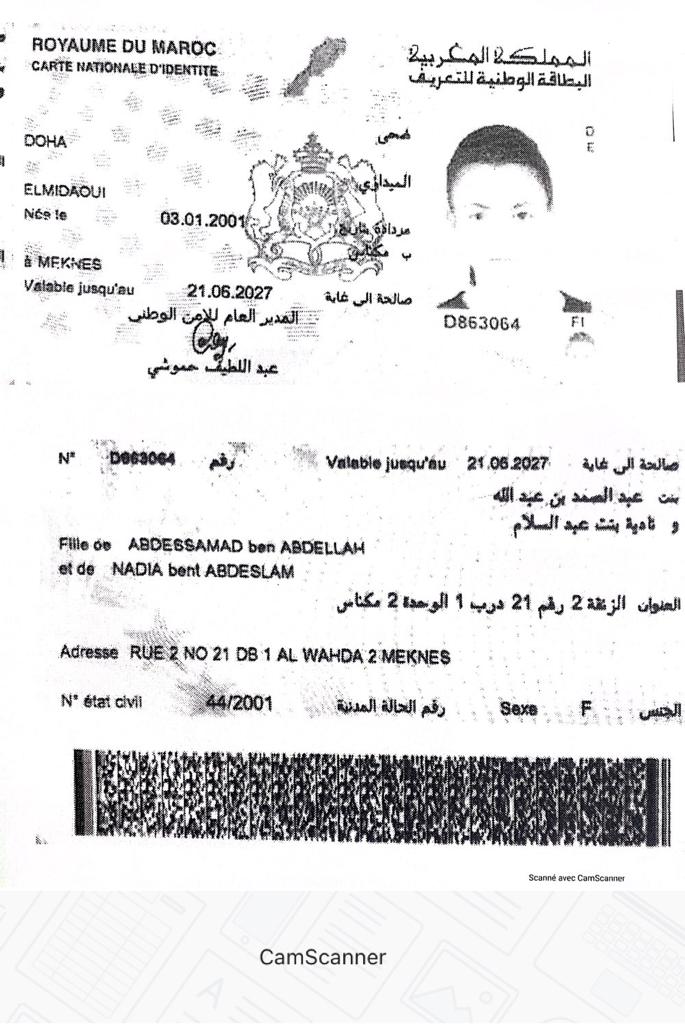 ROYAUME DU MAROC
CARTE NATIONALE D'IDENTITE
المملكة المغربية
البطاقة الوطنية للتعريف
DOHA
ضحى
ELMIDAOUI
الميداوي
Née le 03.01.2001 مزدادة بتاريخ
ب مكناس
à MEKNES
Valable jusqu'au 21.06.2027 صالحة الى غاية
المدير العام للامن الوطني
عبد اللطيف حموشي
D863064
N° D863064 رقم Valable jusqu'au 21.06.2027 صالحة الى غاية
بنت عبد الصمد بن عبد الله
و نادية بنت عبد السلام
Fille de ABDESSAMAD ben ABDELLAH
et de NADIA bent ABDESLAM
العنوان الزنقة 2 رقم 21 درب 1 الوحدة 2 مكناس
Adresse RUE 2 NO 21 DB 1 AL WAHDA 2 MEKNES
N° état civil 44/2001 رقم الحالة المدنية Sexe F الجنس
Scanné avec CamScanner
CamScanner